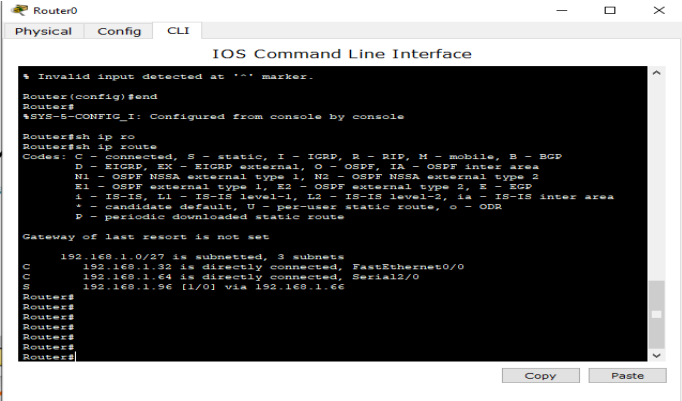 Router0
Physical Config CLI
IOS Command Line Interface
% Invalid input detected at '^' marker.
Router(config)#end
Router#
%SYS-5-CONFIG_I: Configured from console by console
Router#sh ip ro
Router#sh ip route
Codes: C - connected, S - static, I - IGRP, R - RIP, M - mobile, B - BGP
D - EIGRP, EX - EIGRP external, O - OSPF, IA - OSPF inter area
N1 - OSPF NSSA external type 1, N2 - OSPF NSSA external type 2
E1 - OSPF external type 1, E2 - OSPF external type 2, E - EGP
i - IS-IS, L1 - IS-IS level-1, L2 - IS-IS level-2, ia - IS-IS inter area
* - candidate default, U - per-user static route, o - ODR
P - periodic downloaded static route
Gateway of last resort is not set
192.168.1.0/27 is subnetted, 3 subnets
C 192.168.1.32 is directly connected, FastEthernet0/0
C 192.168.1.64 is directly connected, Serial2/0
S 192.168.1.96 [1/0] via 192.168.1.66
Router#
Router#
Router#
Router#
Router#
Router#
Router#
Copy Paste